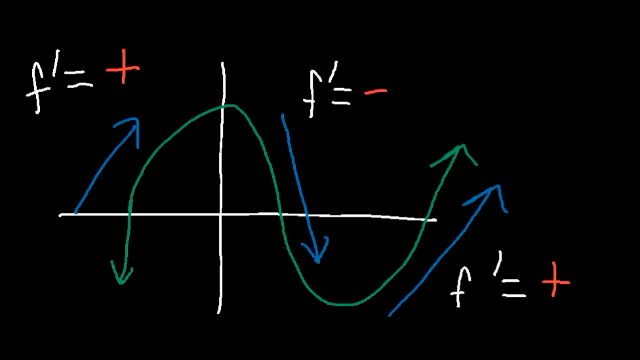 f' = +
f' = -
f' = +